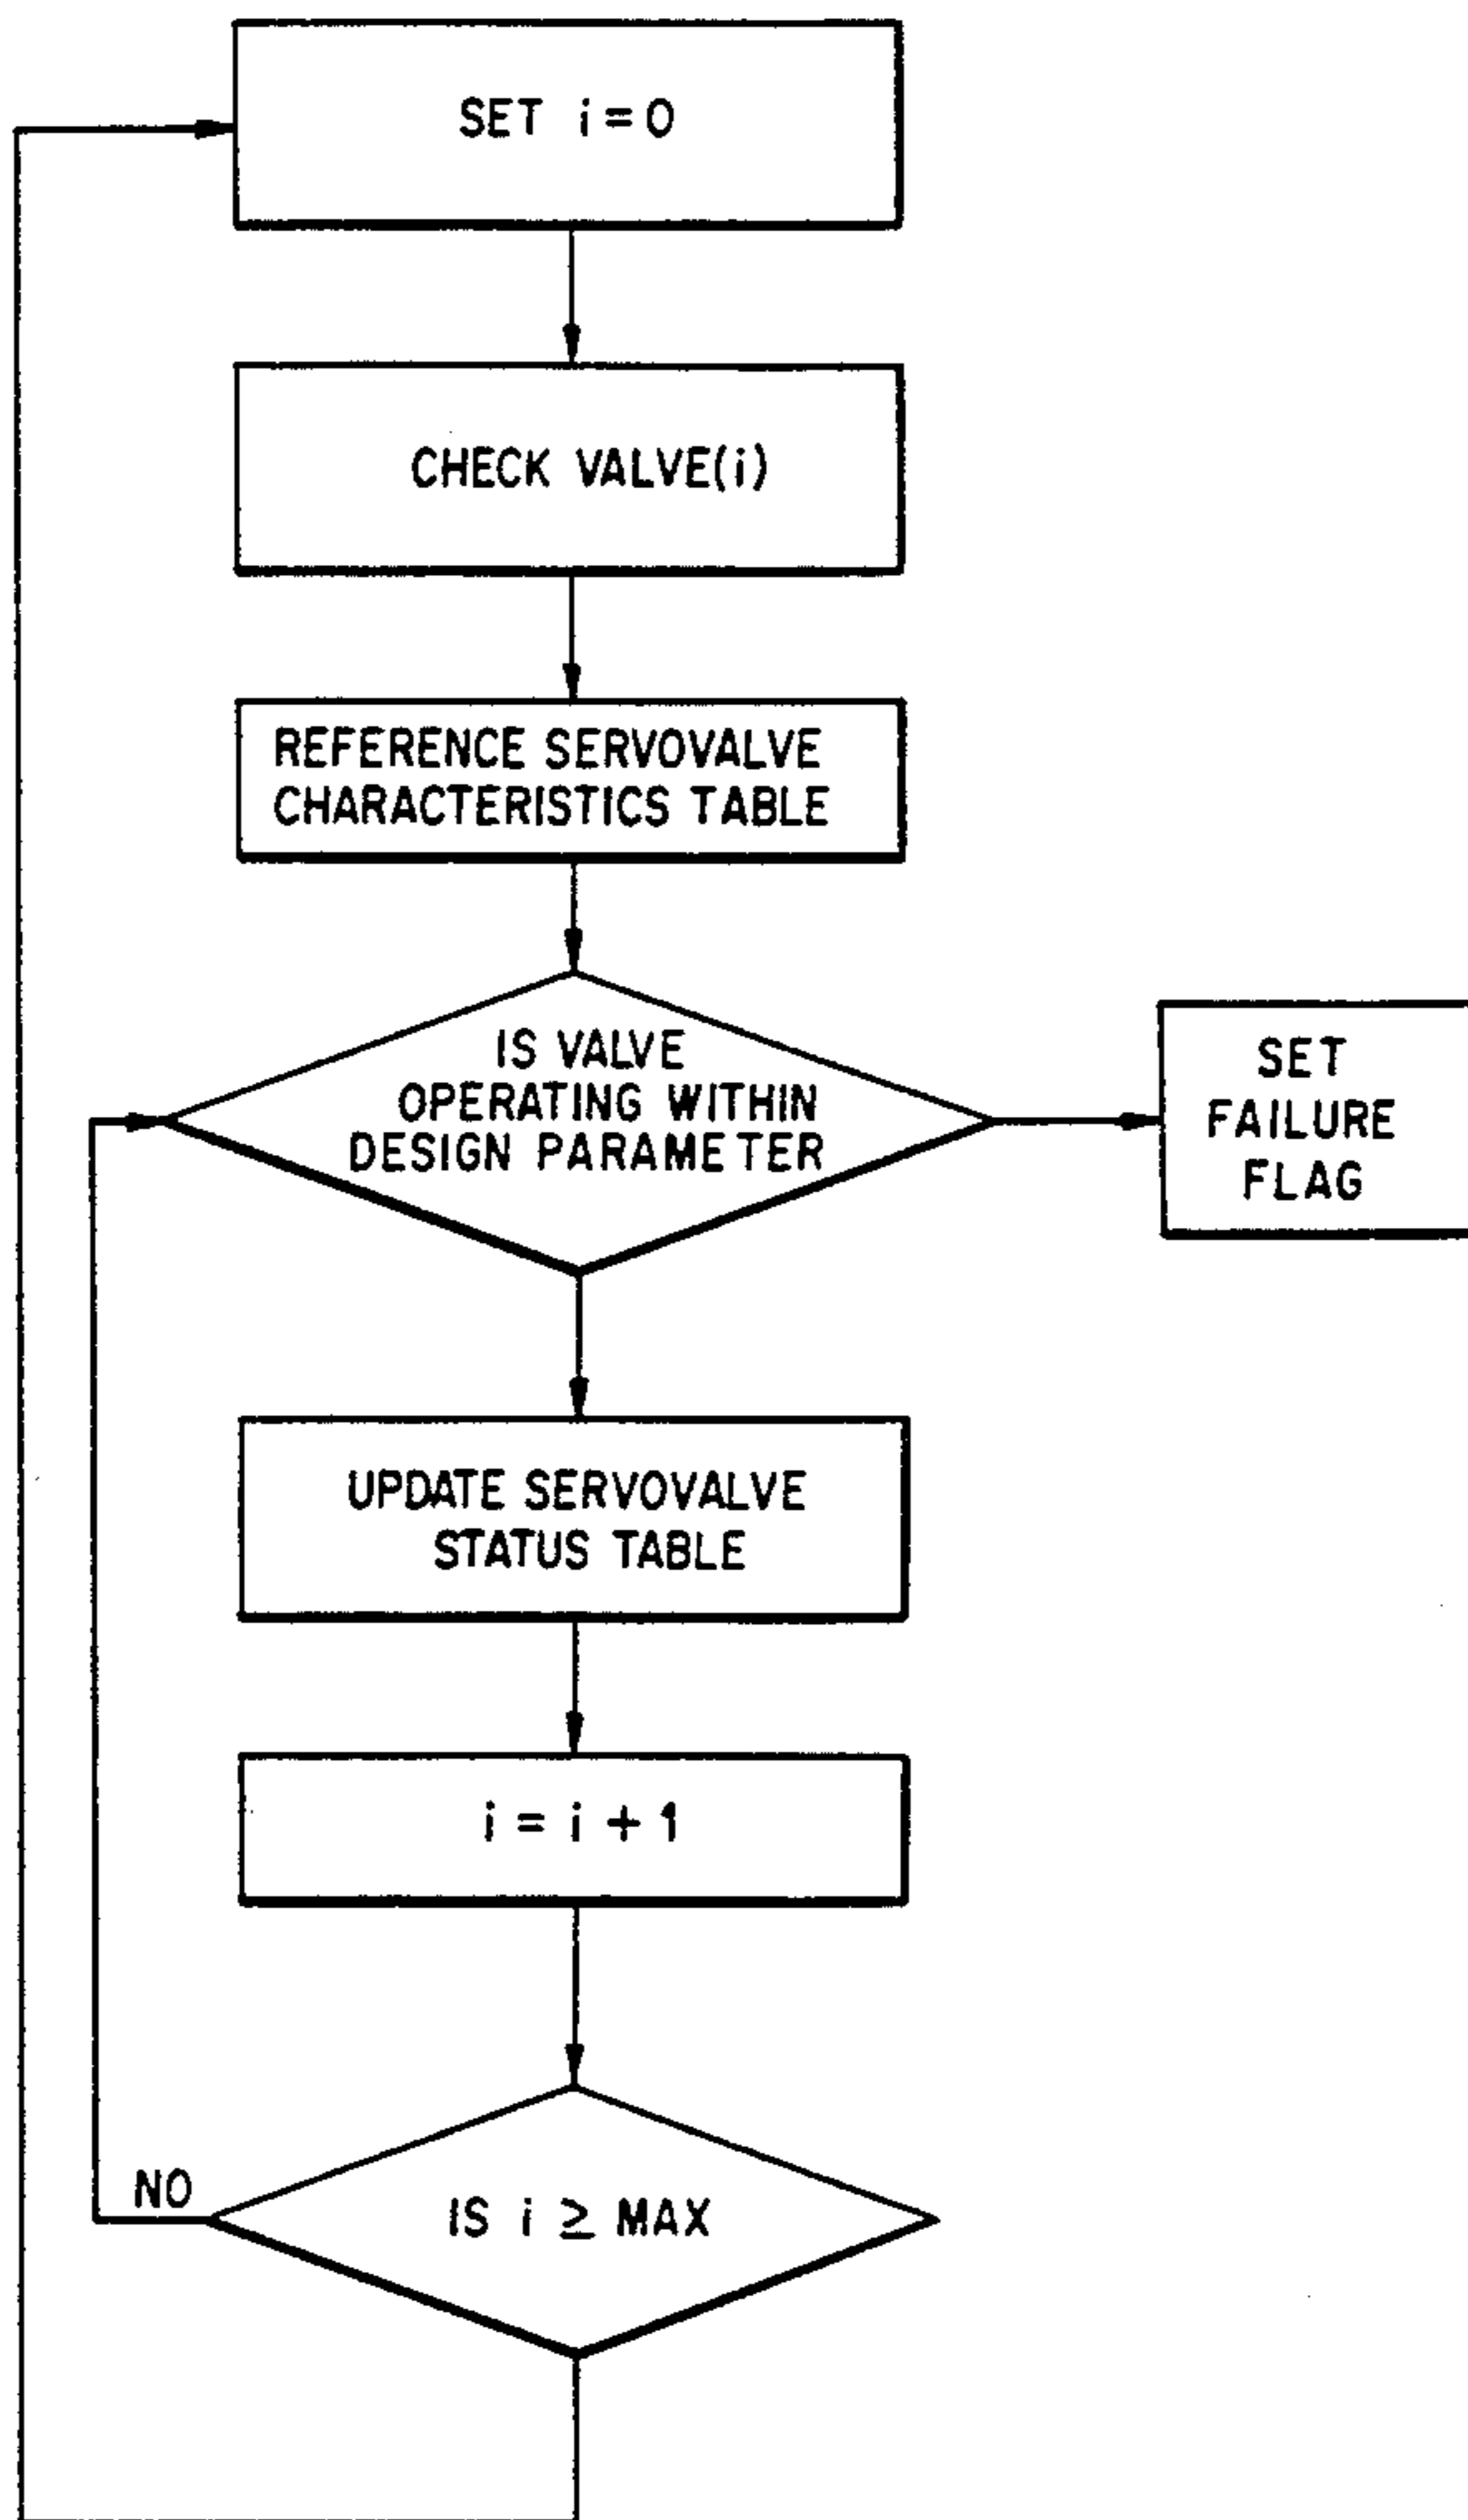 SET i = 0
CHECK VALVE(i)
REFERENCE SERVOVALVE
CHARACTERISTICS TABLE
IS VALVE
OPERATING WITHIN
DESIGN PARAMETER
SET
FAILURE
FLAG
UPDATE SERVOVALVE
STATUS TABLE
i = i + 1
NO
IS i ≥ MAX